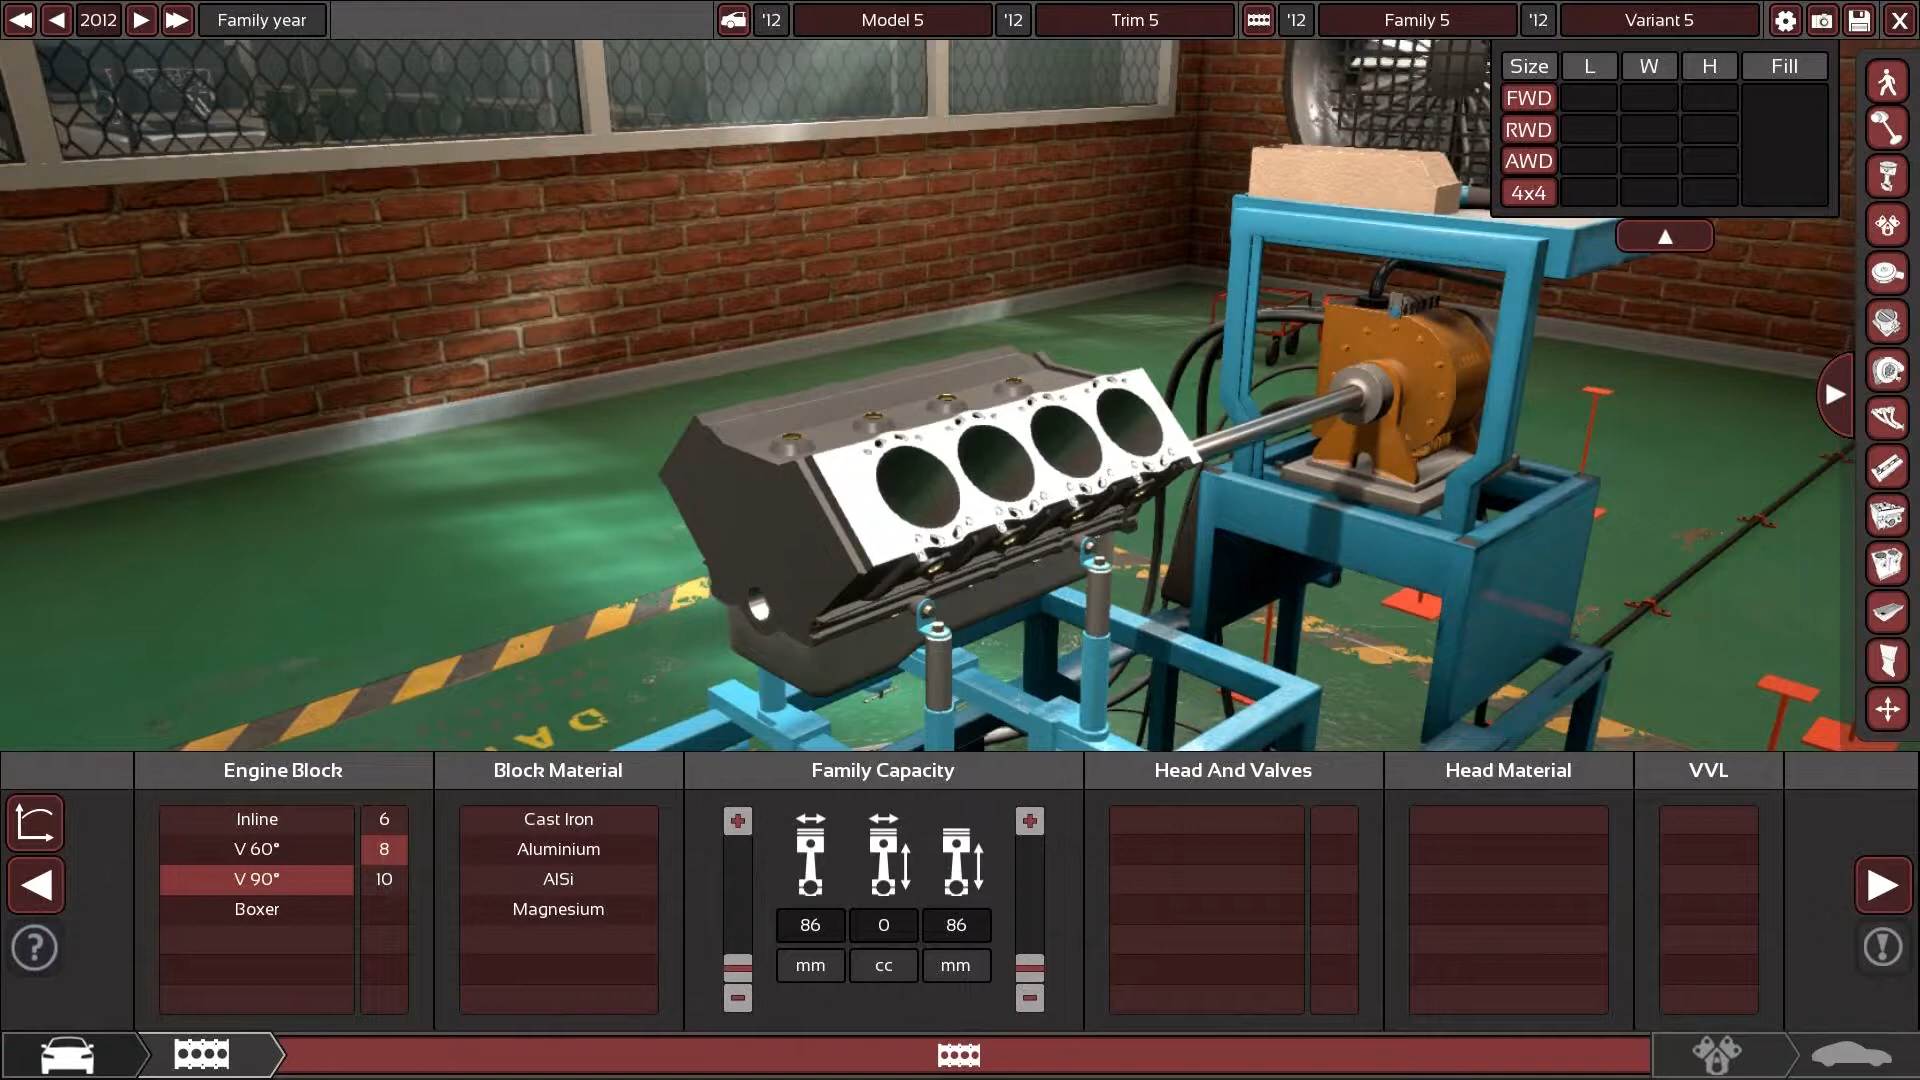 2012 Family year '12 Model 5 '12 Trim 5 '12 Family 5 '12 Variant 5
Size L W H Fill
FWD
RWD
AWD
4x4
Engine Block
Inline 6
V 60° 8
V 90° 10
Boxer
Block Material
Cast Iron
Aluminium
AlSi
Magnesium
Family Capacity
86 0 86
mm cc mm
Head And Valves
Head Material
VVL